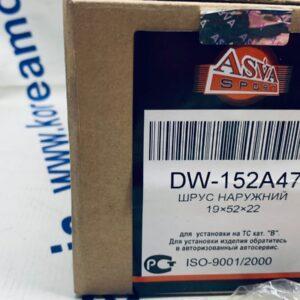 ASVA
SPORT
DW-152A47
ШРУС НАРУЖНИЙ
19×52×22
для установки на ТС кат. "B".
Для установки изделия обратитесь
в авторизованный автосервис.
РСТ
ISO-9001/2000
www.koreamo